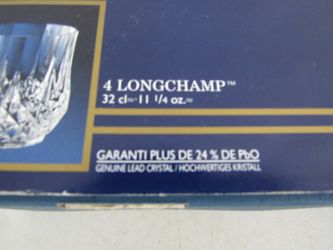 4 LONGCHAMP™
32 cl≈ 11 1/4 oz.≈
GARANTI PLUS DE 24 % DE PbO
GENUINE LEAD CRYSTAL / HOCHWERTIGES KRISTALL